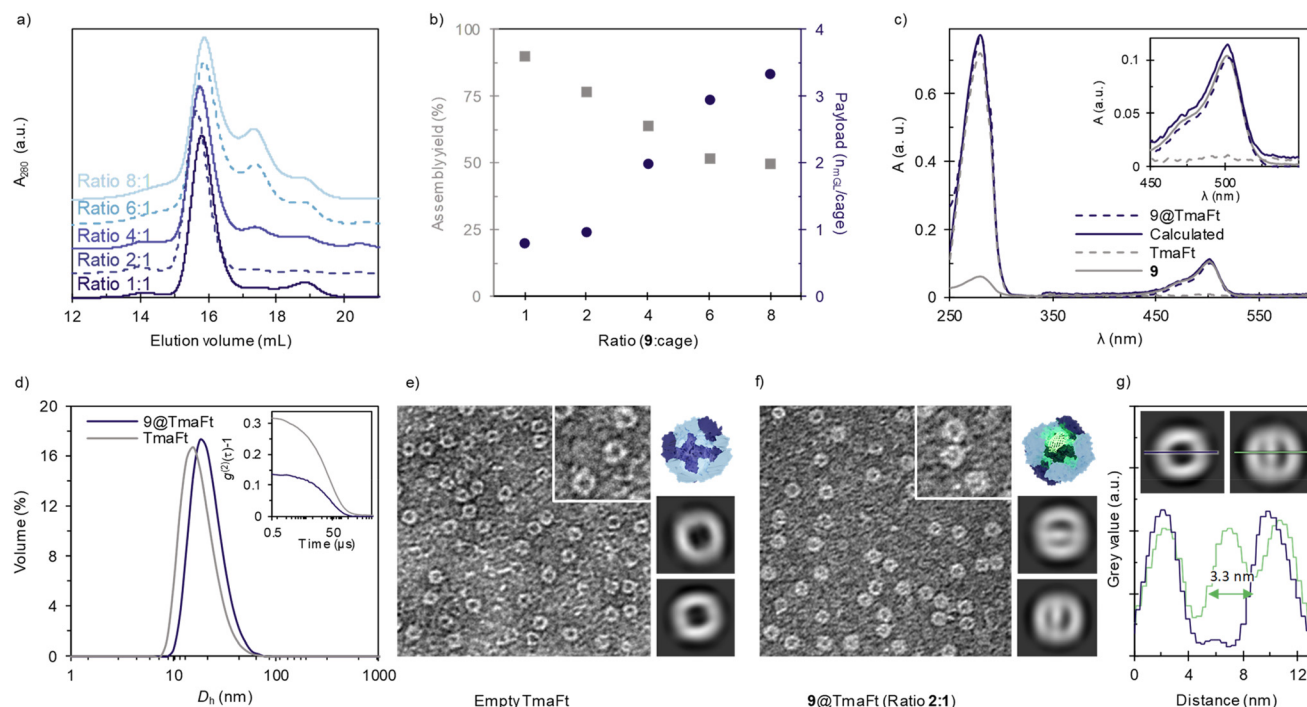 a)
A280 (a.u.)
Ratio 8:1
Ratio 6:1
Ratio 4:1
Ratio 2:1
Ratio 1:1
12 14 16 18 20
Elution volume (mL)
b)
Assembly yield (%)
100
75
50
25
0
Payload (nmGL/cage)
4
3
2
1
0
1 2 4 6 8
Ratio (9:cage)
c)
A (a. u.)
0.8
0.6
0.4
0.2
0
250 350 450 550
λ (nm)
A (a.u.)
0.1
0.05
0
450 500
λ (nm)
9@TmaFt
Calculated
TmaFt
9
d)
Volume (%)
20
16
12
8
4
0
1 10 100 1000
Dh (nm)
9@TmaFt
TmaFt
g(2)(τ)-1
0.3
0.2
0.1
0
0.5 50
Time (µs)
e)
Empty TmaFt
f)
9@TmaFt (Ratio 2:1)
g)
Grey value (a.u.)
3.3 nm
0 4 8 12
Distance (nm)